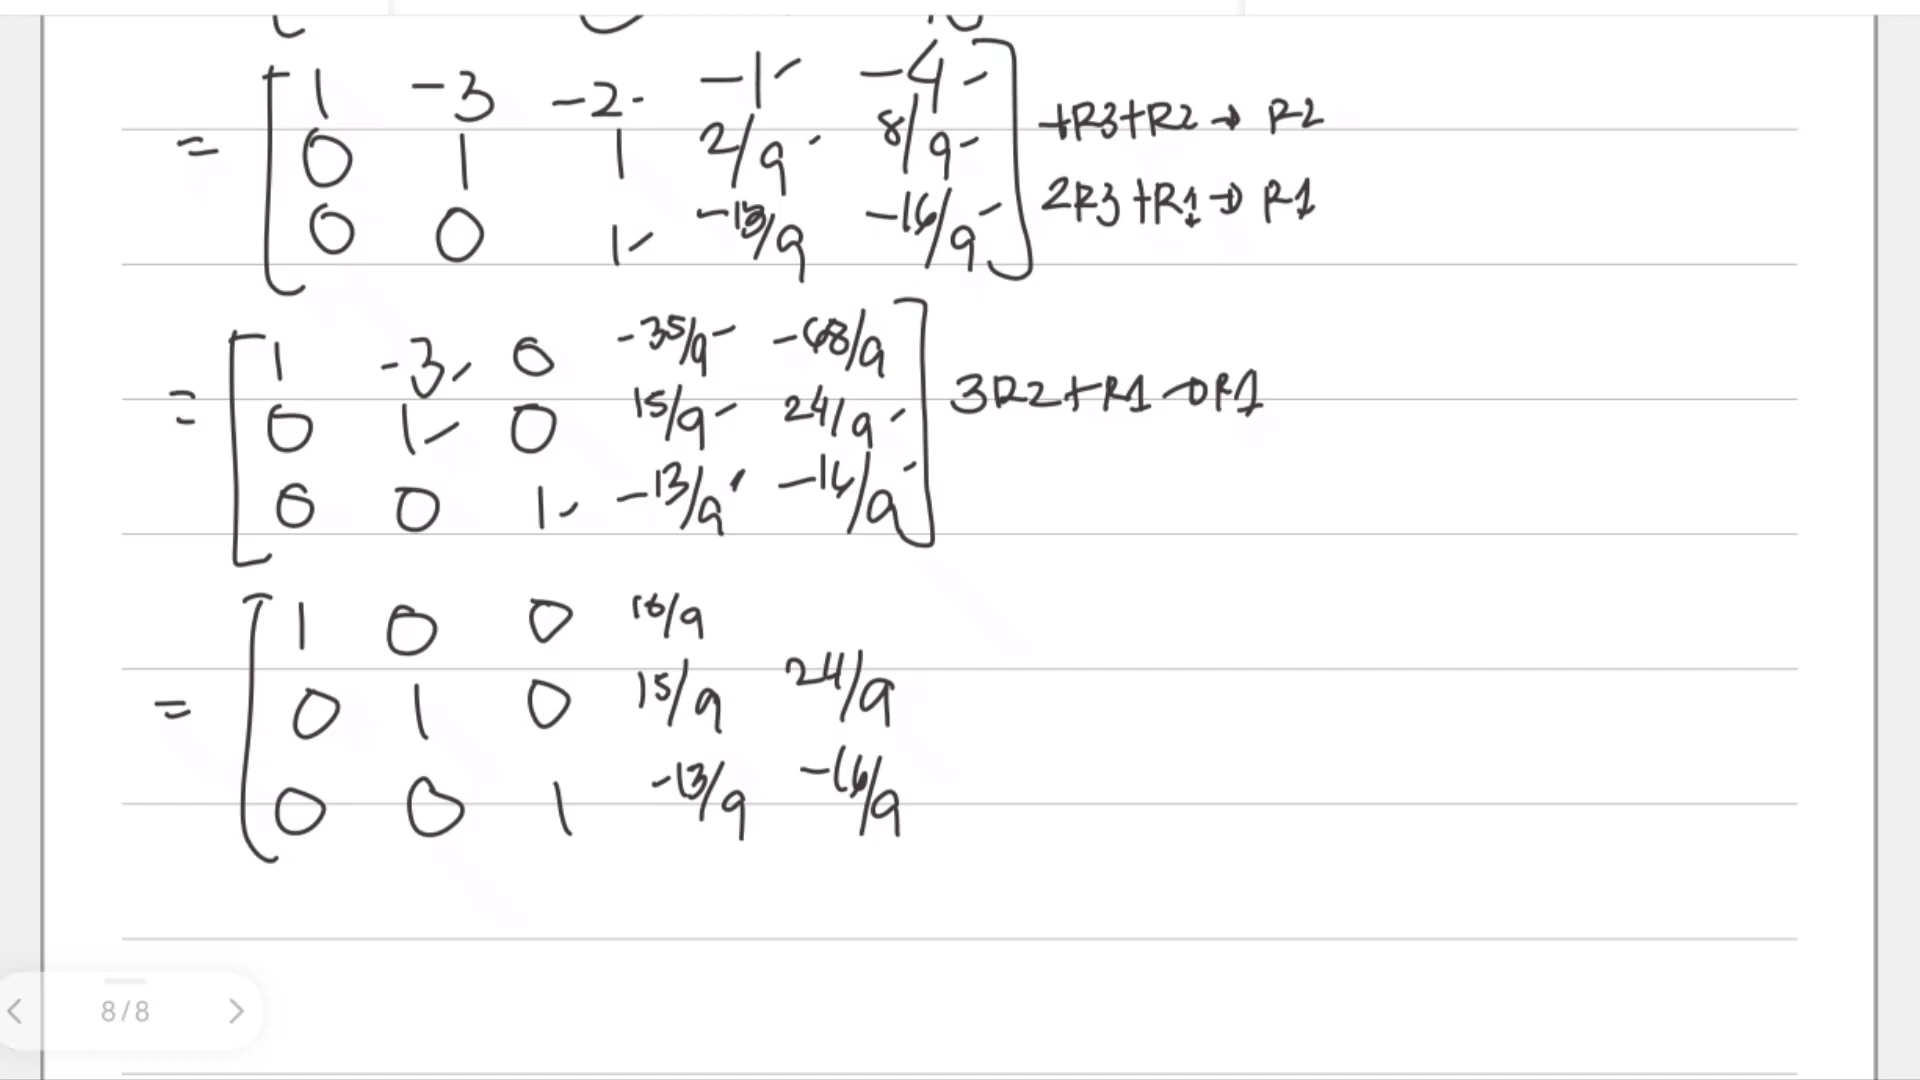 1 -3 -2 -1 -4 +R3+R2 → R2
= 0 1 1 2/9 8/9
0 0 1 -13/9 -16/9 2R3+R1 → R1
1 -3 0 -35/9 -68/9
= 0 1 0 15/9 24/9 3R2+R1 → R1
0 0 1 -13/9 -16/9
1 0 0 10/9
= 0 1 0 15/9 24/9
0 0 1 -13/9 -16/9
8/8